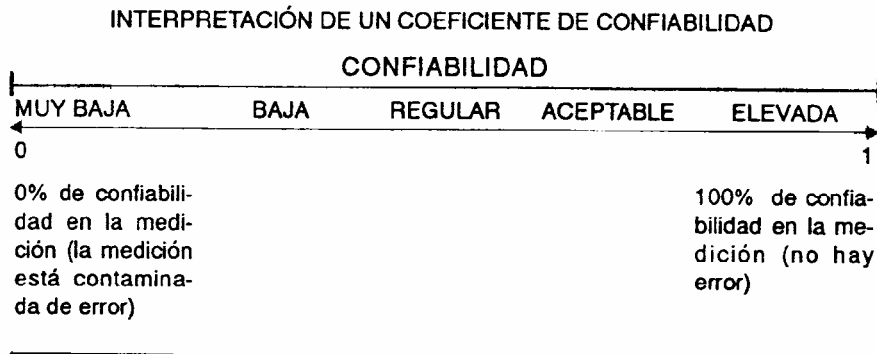 INTERPRETACIÓN DE UN COEFICIENTE DE CONFIABILIDAD
CONFIABILIDAD
MUY BAJA BAJA REGULAR ACEPTABLE ELEVADA
0 1
0% de confiabili-
dad en la medi-
ción (la medición
está contamina-
da de error)
100% de confia-
bilidad en la me-
dición (no hay
error)